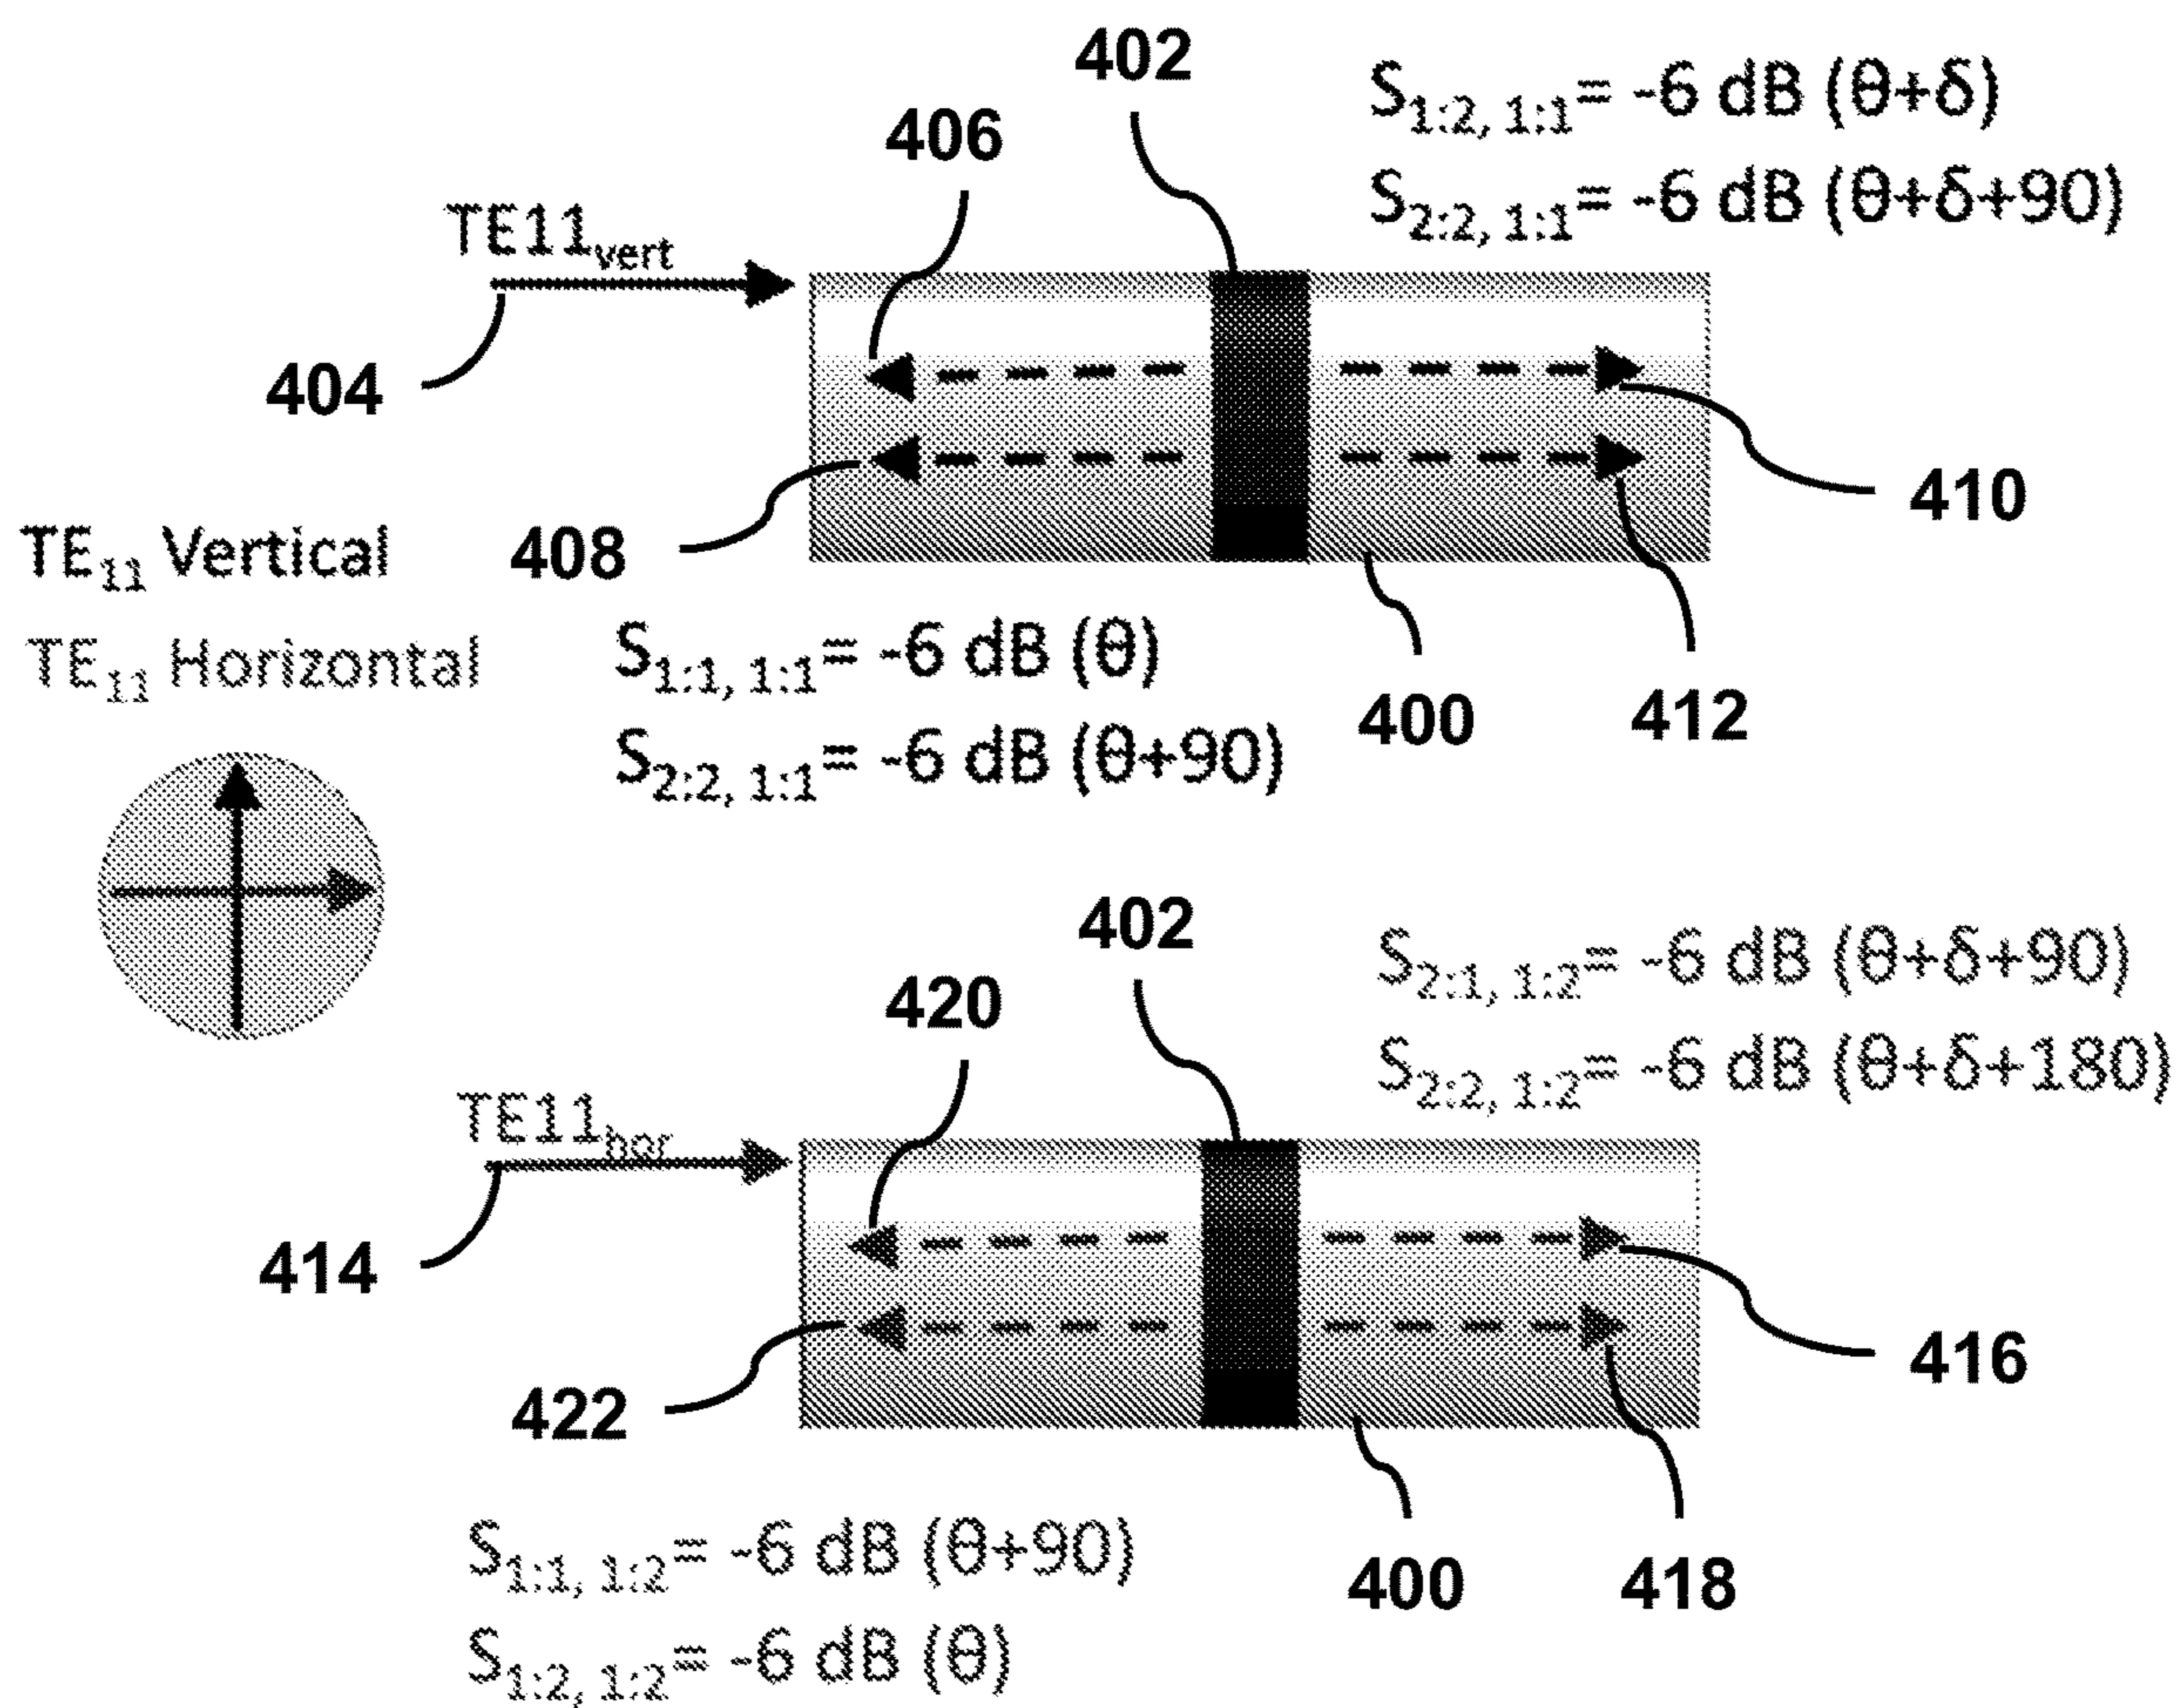 402
S1:2, 1:1= -6 dB (θ+δ)
406
S2:2, 1:1= -6 dB (θ+δ+90)
TE11vert
404
410
TE11 Vertical
408
TE11 Horizontal
S1:1, 1:1= -6 dB (θ)
400
412
S2:2, 1:1= -6 dB (θ+90)
402
S2:1, 1:2= -6 dB (θ+δ+90)
420
S2:2, 1:2= -6 dB (θ+δ+180)
TE11hor
414
416
422
S1:1, 1:2= -6 dB (θ+90)
400
418
S1:2, 1:2= -6 dB (θ)